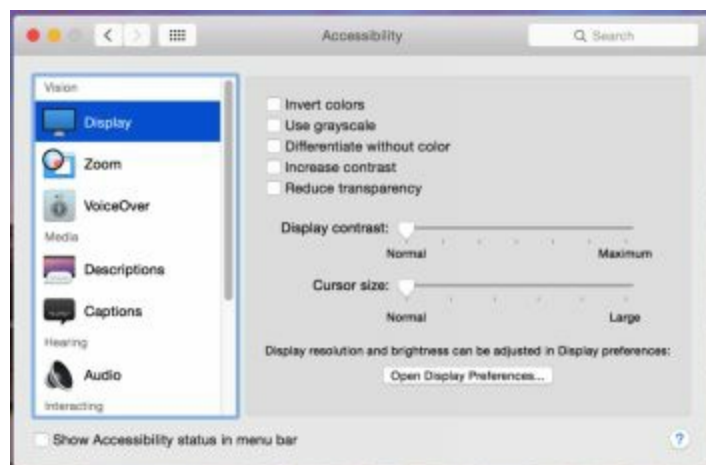 Accessibility
Search
Vision
Display
Zoom
VoiceOver
Media
Descriptions
Captions
Hearing
Audio
Interacting
Invert colors
Use grayscale
Differentiate without color
Increase contrast
Reduce transparency
Display contrast:
Normal Maximum
Cursor size:
Normal Large
Display resolution and brightness can be adjusted in Display preferences:
Open Display Preferences...
Show Accessibility status in menu bar
?